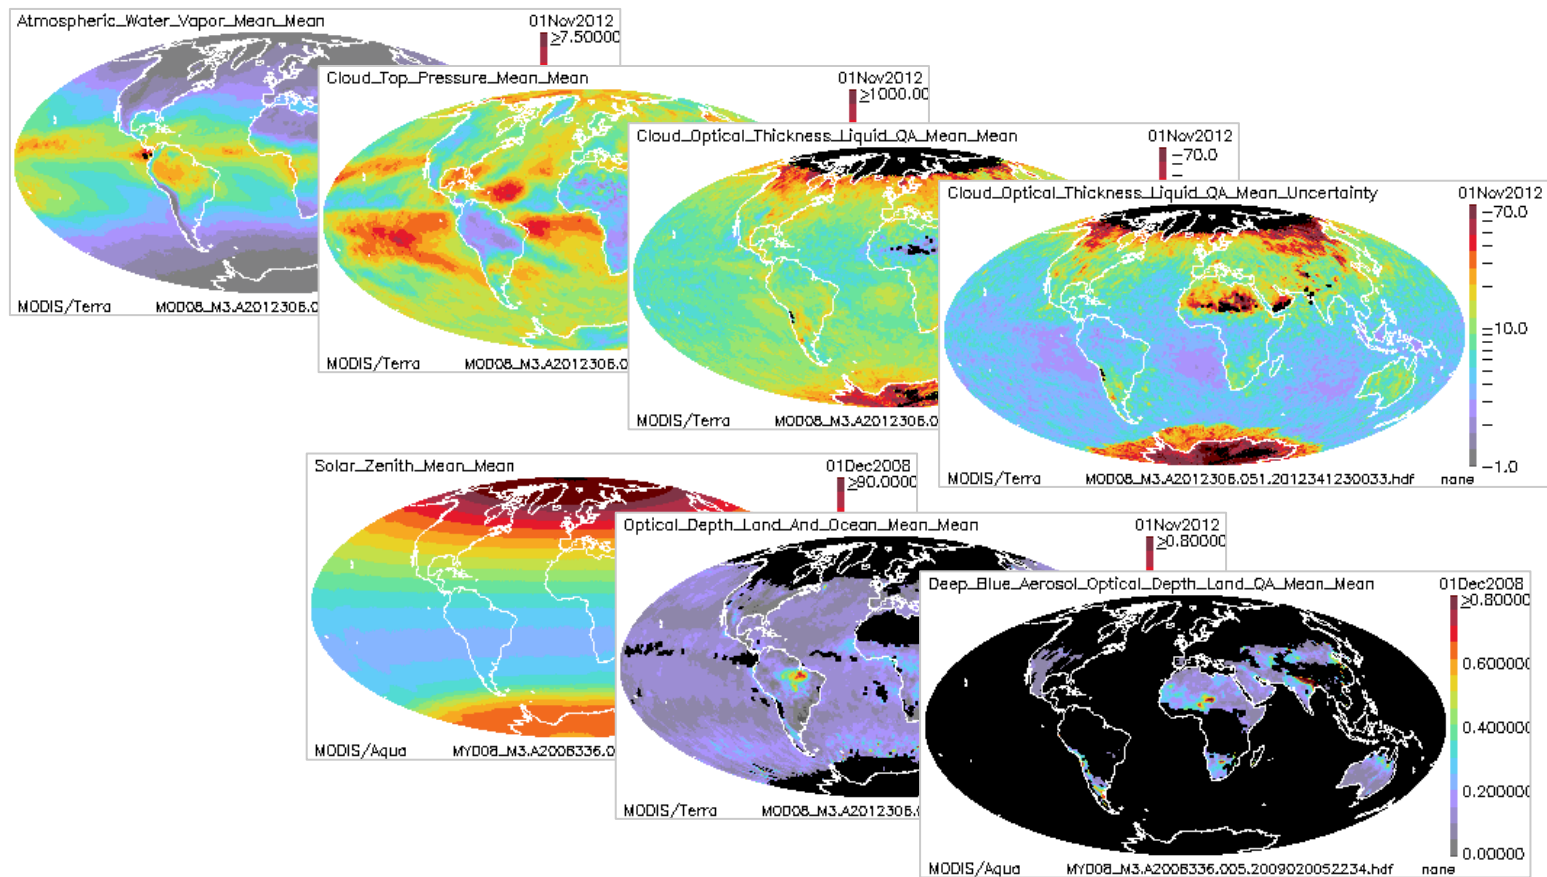 Atmospheric_Water_Vapor_Mean_Mean 01Nov2012
≥7.50000
MODIS/Terra MOD08_M3.A2012306.0
Cloud_Top_Pressure_Mean_Mean 01Nov2012
≥1000.00
MODIS/Terra MOD08_M3.A2012306.0
Cloud_Optical_Thickness_Liquid_QA_Mean_Mean 01Nov2012
70.0
MODIS/Terra MOD08_M3.A2012306.0
Cloud_Optical_Thickness_Liquid_QA_Mean_Uncertainty 01Nov2012
70.0
10.0
1.0
MODIS/Terra MOD08_M3.A2012306.051.2012341230033.hdf none
Solar_Zenith_Mean_Mean 01Dec2008
≥90.0000
MODIS/Aqua MYD08_M3.A2008336.0
Optical_Depth_Land_And_Ocean_Mean_Mean 01Nov2012
≥0.80000
MODIS/Terra MOD08_M3.A2012306.0
Deep_Blue_Aerosol_Optical_Depth_Land_QA_Mean_Mean 01Dec2008
≥0.80000
0.600000
0.400000
0.200000
0.00000
MODIS/Aqua MYD08_M3.A2008336.005.2009020052234.hdf none